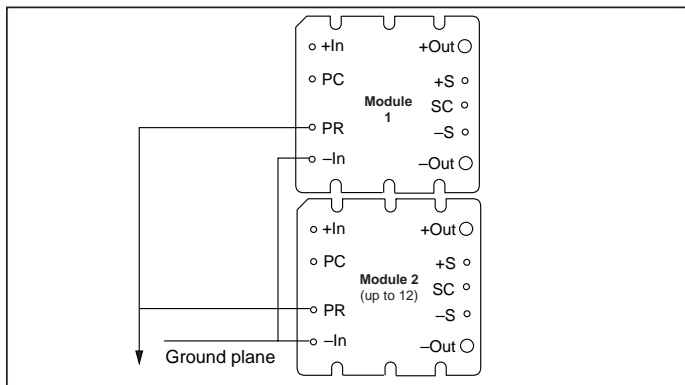 +In
+Out
PC
+S
Module
1
SC
PR
–S
–In
–Out
+In
+Out
PC
+S
Module 2
(up to 12)
SC
PR
–S
–In
–Out
Ground plane